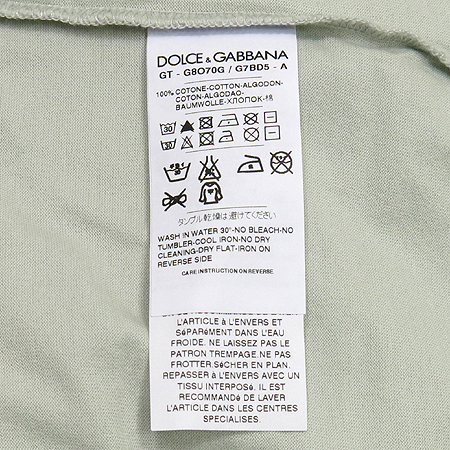 DOLCE & GABBANA
GT - G8O70G / G7BD5 - A
100% COTONE-COTTON-ALGODON-
COTON-ALGODAO-
BAUMWOLLE-ХЛОПОК-棉
30
30
タンブル乾燥は避けてください
WASH IN WATER 30°-NO BLEACH-NO
TUMBLER-COOL IRON-NO DRY
CLEANING-DRY FLAT-IRON ON
REVERSE SIDE
CARE INSTRUCTION ON REVERSE.
L'ARTICLE à L'ENVERS ET
SéPARéMENT DANS L'EAU
FROIDE. NE LAISSEZ PAS LE
PATRON TREMPAGE.NE PAS
FROTTER.SéCHER EN PLAN.
REPASSER à L'ENVERS AVEC UN
TISSU INTERPOSé. IL EST
RECOMMENDé DE LAVER
L'ARTICLE DANS LES CENTRES
SPECIALISES.